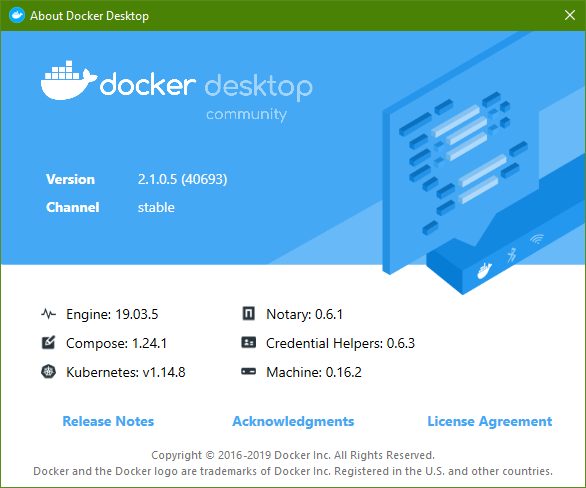 About Docker Desktop
docker desktop
community
Version 2.1.0.5 (40693)
Channel stable
Engine: 19.03.5 Notary: 0.6.1
Compose: 1.24.1 Credential Helpers: 0.6.3
Kubernetes: v1.14.8 Machine: 0.16.2
Release Notes Acknowledgments License Agreement
Copyright © 2016-2019 Docker Inc. All Rights Reserved.
Docker and the Docker logo are trademarks of Docker Inc. Registered in the U.S. and other countries.